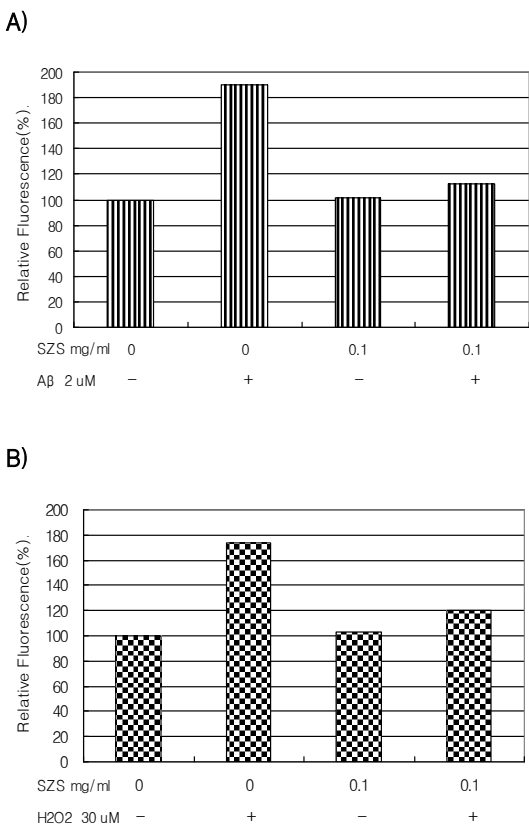 A)
Relative Fluorescence(%).
200
180
160
140
120
100
80
60
40
20
0
SZS mg/ml 0 0 0.1 0.1
Aβ 2 uM − + − +
B)
Relative Fluorescence(%).
200
180
160
140
120
100
80
60
40
20
0
SZS mg/ml 0 0 0.1 0.1
H2O2 30 uM − + − +